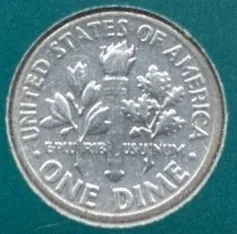 UNITED STATES OF AMERICA
E PLURIBUS UNUM
ONE DIME